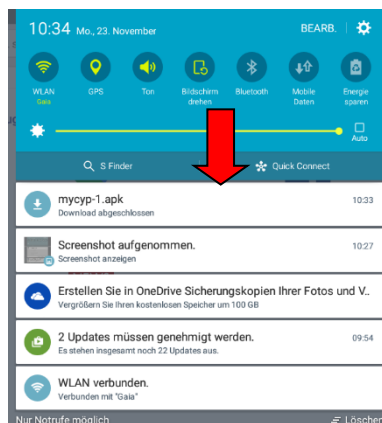 10:34 Mo., 23. November BEARB.
WLAN GPS Ton Bildschirm Bluetooth Mobile Energie
Gaia drehen Daten sparen
Auto
S Finder Quick Connect
mycyp-1.apk 10:33
Download abgeschlossen
Screenshot aufgenommen. 10:27
Screenshot anzeigen
Erstellen Sie in OneDrive Sicherungskopien Ihrer Fotos und V..
Vergrößern Sie Ihren kostenlosen Speicher um 100 GB
2 Updates müssen genehmigt werden. 09:54
Es stehen insgesamt noch 22 Updates aus.
WLAN verbunden.
Verbunden mit "Gaia"
Nur Notrufe möglich Löschen